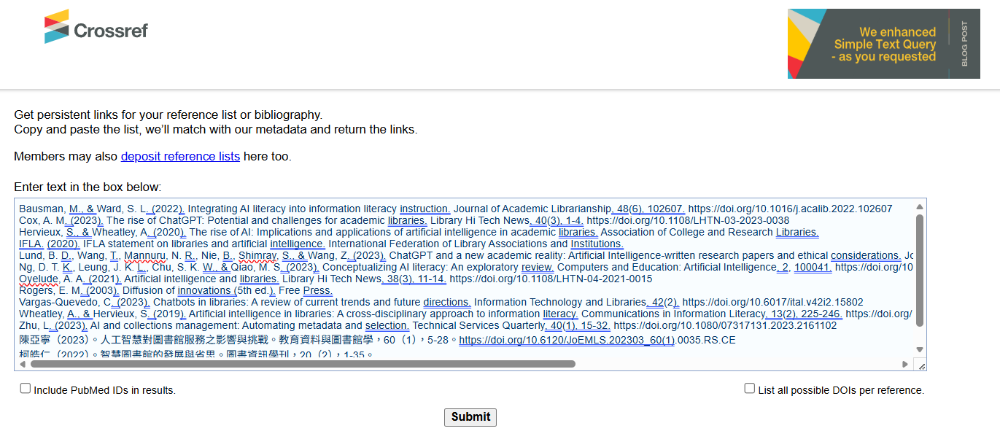 Crossref
We enhanced
Simple Text Query
- as you requested
BLOG POST
Get persistent links for your reference list or bibliography.
Copy and paste the list, we'll match with our metadata and return the links.
Members may also deposit reference lists here too.
Enter text in the box below:
Bausman, M., & Ward, S. L. (2022). Integrating AI literacy into information literacy instruction. Journal of Academic Librarianship, 48(6), 102607. https://doi.org/10.1016/j.acalib.2022.102607
Cox, A. M. (2023). The rise of ChatGPT: Potential and challenges for academic libraries. Library Hi Tech News, 40(3), 1-4. https://doi.org/10.1108/LHTN-03-2023-0038
Hervieux, S., & Wheatley, A. (2020). The rise of AI: Implications and applications of artificial intelligence in academic libraries. Association of College and Research Libraries.
IFLA. (2020). IFLA statement on libraries and artificial intelligence. International Federation of Library Associations and Institutions.
Lund, B. D., Wang, T., Mannuru, N. R., Nie, B., Shimray, S., & Wang, Z. (2023). ChatGPT and a new academic reality: Artificial Intelligence-written research papers and ethical considerations. Jo
Ng, D. T. K., Leung, J. K. L., Chu, S. K. W., & Qiao, M. S. (2023). Conceptualizing AI literacy: An exploratory review. Computers and Education: Artificial Intelligence, 2, 100041. https://doi.org/10
Oyelude, A. A. (2021). Artificial intelligence and libraries. Library Hi Tech News, 38(3), 11-14. https://doi.org/10.1108/LHTN-04-2021-0015
Rogers, E. M. (2003). Diffusion of innovations (5th ed.). Free Press.
Vargas-Quevedo, C. (2023). Chatbots in libraries: A review of current trends and future directions. Information Technology and Libraries, 42(2). https://doi.org/10.6017/ital.v42i2.15802
Wheatley, A., & Hervieux, S. (2019). Artificial intelligence in libraries: A cross-disciplinary approach to information literacy. Communications in Information Literacy, 13(2), 225-246. https://doi.org/
Zhu, L. (2023). AI and collections management: Automating metadata and selection. Technical Services Quarterly, 40(1), 15-32. https://doi.org/10.1080/07317131.2023.2161102
陳亞寧（2023）。人工智慧對圖書館服務之影響與挑戰。教育資料與圖書館學，60（1），5-28。https://doi.org/10.6120/JoEMLS.202303_60(1).0035.RS.CE
柯皓仁（2022）。智慧圖書館的發展與省思。圖書資訊學刊，20（2），1-35。
Include PubMed IDs in results.
List all possible DOIs per reference.
Submit